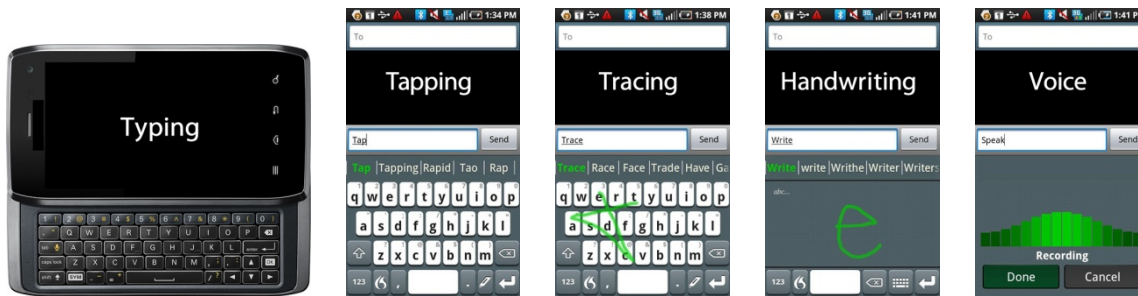 Typing
1:34 PM
To
Tapping
Tap
Send
Tap Tapping Rapid Tao Rap
q w e r t y u i o p
a s d f g h j k l
z x c v b n m
123 , .
1:38 PM
To
Tracing
Trace
Send
Trace Race Face Trade Have Ga
q w e r t y u i o p
a s d f g h j k l
z x c v b n m
123 , .
1:41 PM
To
Handwriting
Write
Send
Write write Writhe Writer Writers
abc...
e
123
1:41 P
To
Voice
Speak
Send
Recording
Done Cancel
Q W E R T Y U I O P
A S D F G H J K L
Z X C V B N M